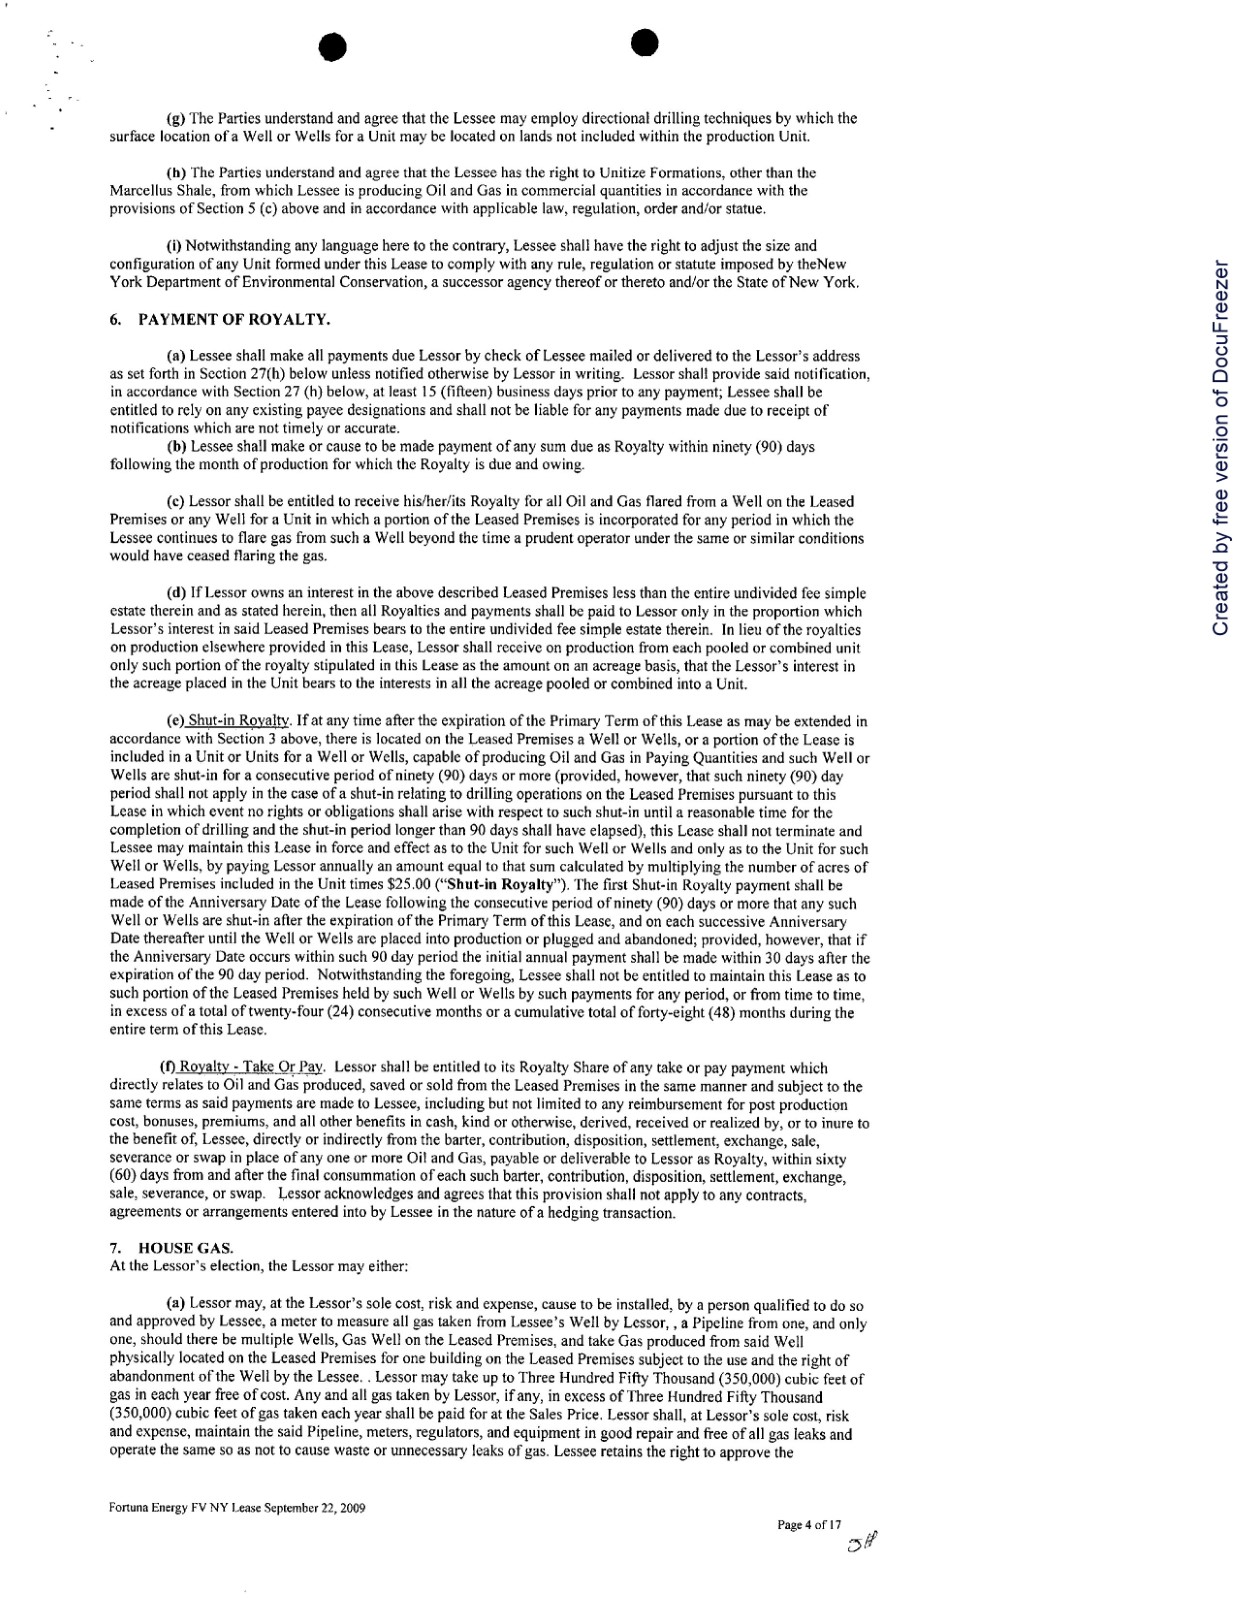 (g) The Parties understand and agree that the Lessee may employ directional drilling techniques by which the
surface location of a Well or Wells for a Unit may be located on lands not included within the production Unit.
(h) The Parties understand and agree that the Lessee has the right to Unitize Formations, other than the
Marcellus Shale, from which Lessee is producing Oil and Gas in commercial quantities in accordance with the
provisions of Section 5 (c) above and in accordance with applicable law, regulation, order and/or statue.
(i) Notwithstanding any language here to the contrary, Lessee shall have the right to adjust the size and
configuration of any Unit formed under this Lease to comply with any rule, regulation or statute imposed by theNew
York Department of Environmental Conservation, a successor agency thereof or thereto and/or the State of New York.
6. PAYMENT OF ROYALTY.
(a) Lessee shall make all payments due Lessor by check of Lessee mailed or delivered to the Lessor's address
as set forth in Section 27(h) below unless notified otherwise by Lessor in writing. Lessor shall provide said notification,
in accordance with Section 27 (h) below, at least 15 (fifteen) business days prior to any payment; Lessee shall be
entitled to rely on any existing payee designations and shall not be liable for any payments made due to receipt of
notifications which are not timely or accurate.
(b) Lessee shall make or cause to be made payment of any sum due as Royalty within ninety (90) days
following the month of production for which the Royalty is due and owing.
(c) Lessor shall be entitled to receive his/her/its Royalty for all Oil and Gas flared from a Well on the Leased
Premises or any Well for a Unit in which a portion of the Leased Premises is incorporated for any period in which the
Lessee continues to flare gas from such a Well beyond the time a prudent operator under the same or similar conditions
would have ceased flaring the gas.
(d) If Lessor owns an interest in the above described Leased Premises less than the entire undivided fee simple
estate therein and as stated herein, then all Royalties and payments shall be paid to Lessor only in the proportion which
Lessor's interest in said Leased Premises bears to the entire undivided fee simple estate therein. In lieu of the royalties
on production elsewhere provided in this Lease, Lessor shall receive on production from each pooled or combined unit
only such portion of the royalty stipulated in this Lease as the amount on an acreage basis, that the Lessor's interest in
the acreage placed in the Unit bears to the interests in all the acreage pooled or combined into a Unit.
(e) Shut-in Royalty. If at any time after the expiration of the Primary Term of this Lease as may be extended in
accordance with Section 3 above, there is located on the Leased Premises a Well or Wells, or a portion of the Lease is
included in a Unit or Units for a Well or Wells, capable of producing Oil and Gas in Paying Quantities and such Well or
Wells are shut-in for a consecutive period of ninety (90) days or more (provided, however, that such ninety (90) day
period shall not apply in the case of a shut-in relating to drilling operations on the Leased Premises pursuant to this
Lease in which event no rights or obligations shall arise with respect to such shut-in until a reasonable time for the
completion of drilling and the shut-in period longer than 90 days shall have elapsed), this Lease shall not terminate and
Lessee may maintain this Lease in force and effect as to the Unit for such Well or Wells and only as to the Unit for such
Well or Wells, by paying Lessor annually an amount equal to that sum calculated by multiplying the number of acres of
Leased Premises included in the Unit times $25.00 ("Shut-in Royalty"). The first Shut-in Royalty payment shall be
made of the Anniversary Date of the Lease following the consecutive period of ninety (90) days or more that any such
Well or Wells are shut-in after the expiration of the Primary Term of this Lease, and on each successive Anniversary
Date thereafter until the Well or Wells are placed into production or plugged and abandoned; provided, however, that if
the Anniversary Date occurs within such 90 day period the initial annual payment shall be made within 30 days after the
expiration of the 90 day period. Notwithstanding the foregoing, Lessee shall not be entitled to maintain this Lease as to
such portion of the Leased Premises held by such Well or Wells by such payments for any period, or from time to time,
in excess of a total of twenty-four (24) consecutive months or a cumulative total of forty-eight (48) months during the
entire term of this Lease.
(f) Royalty - Take Or Pay. Lessor shall be entitled to its Royalty Share of any take or pay payment which
directly relates to Oil and Gas produced, saved or sold from the Leased Premises in the same manner and subject to the
same terms as said payments are made to Lessee, including but not limited to any reimbursement for post production
cost, bonuses, premiums, and all other benefits in cash, kind or otherwise, derived, received or realized by, or to inure to
the benefit of, Lessee, directly or indirectly from the barter, contribution, disposition, settlement, exchange, sale,
severance or swap in place of any one or more Oil and Gas, payable or deliverable to Lessor as Royalty, within sixty
(60) days from and after the final consummation of each such barter, contribution, disposition, settlement, exchange,
sale, severance, or swap. Lessor acknowledges and agrees that this provision shall not apply to any contracts,
agreements or arrangements entered into by Lessee in the nature of a hedging transaction.
7. HOUSE GAS.
At the Lessor's election, the Lessor may either:
(a) Lessor may, at the Lessor's sole cost, risk and expense, cause to be installed, by a person qualified to do so
and approved by Lessee, a meter to measure all gas taken from Lessee's Well by Lessor, , a Pipeline from one, and only
one, should there be multiple Wells, Gas Well on the Leased Premises, and take Gas produced from said Well
physically located on the Leased Premises for one building on the Leased Premises subject to the use and the right of
abandonment of the Well by the Lessee. . Lessor may take up to Three Hundred Fifty Thousand (350,000) cubic feet of
gas in each year free of cost. Any and all gas taken by Lessor, if any, in excess of Three Hundred Fifty Thousand
(350,000) cubic feet of gas taken each year shall be paid for at the Sales Price. Lessor shall, at Lessor's sole cost, risk
and expense, maintain the said Pipeline, meters, regulators, and equipment in good repair and free of all gas leaks and
operate the same so as not to cause waste or unnecessary leaks of gas. Lessee retains the right to approve the
Fortuna Energy FV NY Lease September 22, 2009
Page 4 of 17
Created by free version of DocuFreezer